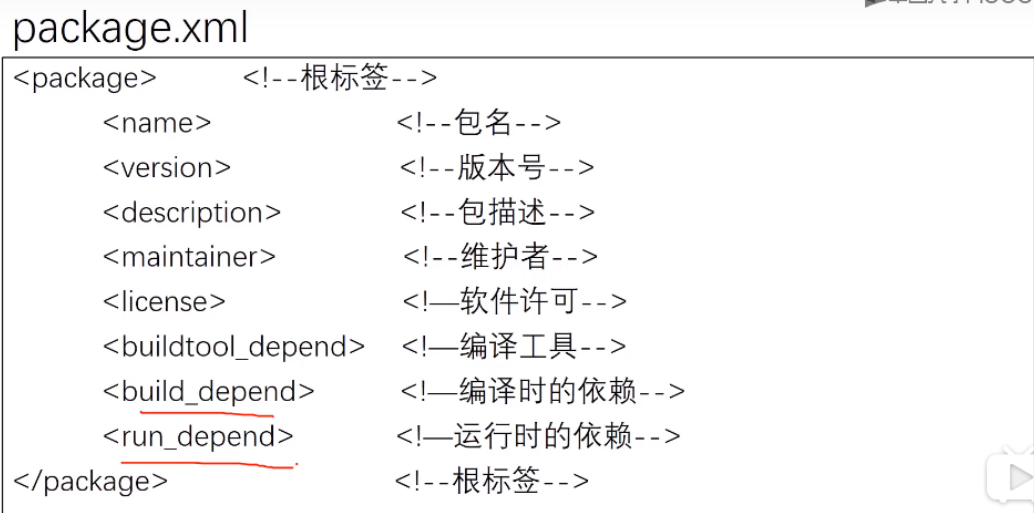 package.xml
<package> <!--根标签-->
<name> <!--包名-->
<version> <!--版本号-->
<description> <!--包描述-->
<maintainer> <!--维护者-->
<license> <!—软件许可-->
<buildtool_depend> <!—编译工具-->
<build_depend> <!—编译时的依赖-->
<run_depend> <!—运行时的依赖-->
</package> <!--根标签-->